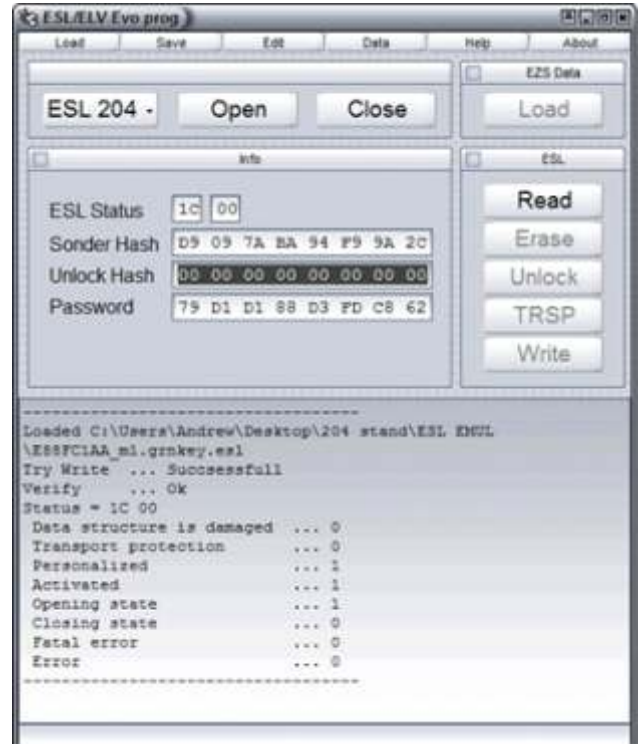 ESL/ELV Evo prog
Load Save Edit Data Help About
EZS Data
ESL 204 - Open Close Load
Info ESL
ESL Status 1C 00 Read
Sonder Hash D9 09 7A BA 94 F9 9A 2C Erase
Unlock Hash 00 00 00 00 00 00 00 00 Unlock
Password 79 D1 D1 88 D3 FD C8 62 TRSP
Write
------------------------------------
Loaded C:\Users\Andrew\Desktop\204 stand\ESL EMUL
\E88FC1AA_m1.grnkey.esl
Try Write ... Succsessfull
Verify ... Ok
Status = 1C 00
Data structure is damaged ... 0
Transport protection ... 0
Personalized ... 1
Activated ... 1
Opening state ... 1
Closing state ... 0
Fatal error ... 0
Error ... 0
------------------------------------